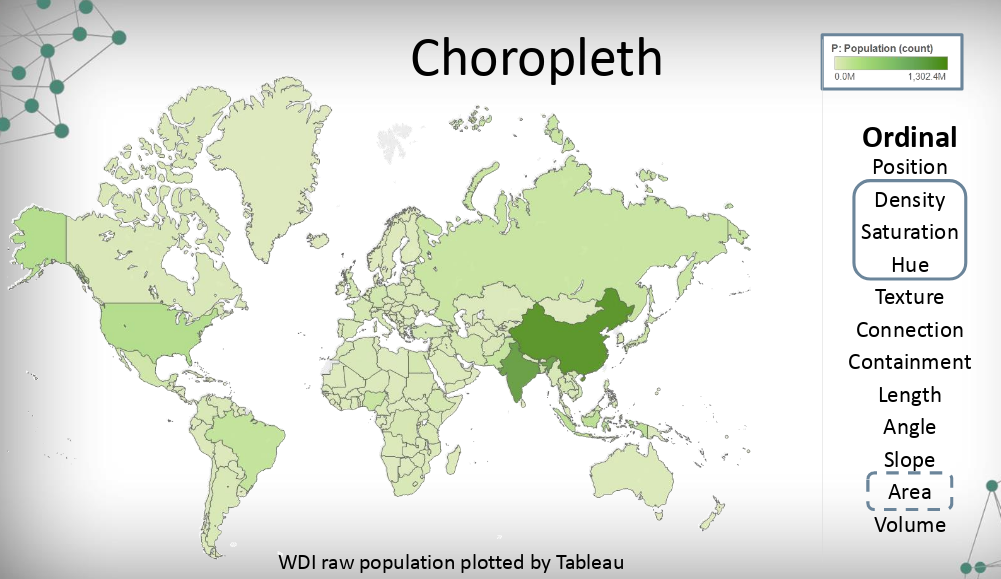 Choropleth
P: Population (count)
0.0M 1,302.4M
Ordinal
Position
Density
Saturation
Hue
Texture
Connection
Containment
Length
Angle
Slope
Area
Volume
WDI raw population plotted by Tableau